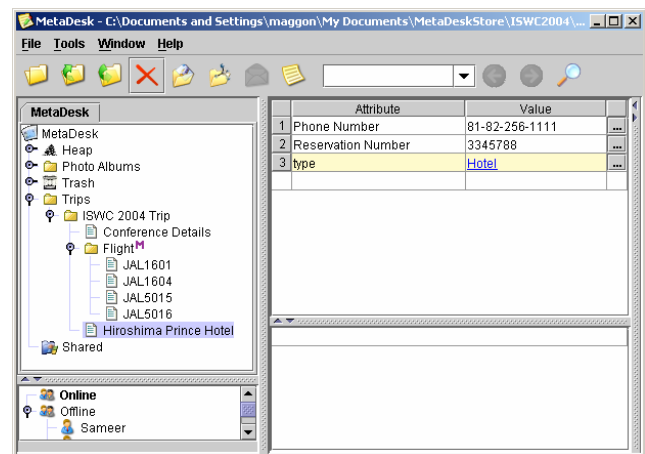 MetaDesk - C:\Documents and Settings\maggon\My Documents\MetaDeskStore\ISWC2004\...
File Tools Window Help
MetaDesk
MetaDesk
Heap
Photo Albums
Trash
Trips
ISWC 2004 Trip
Conference Details
Flight M
JAL1601
JAL1604
JAL5015
JAL5016
Hiroshima Prince Hotel
Shared
Online
Offline
Sameer
Attribute Value
1 Phone Number 81-82-256-1111 ...
2 Reservation Number 3345788 ...
3 type Hotel ...